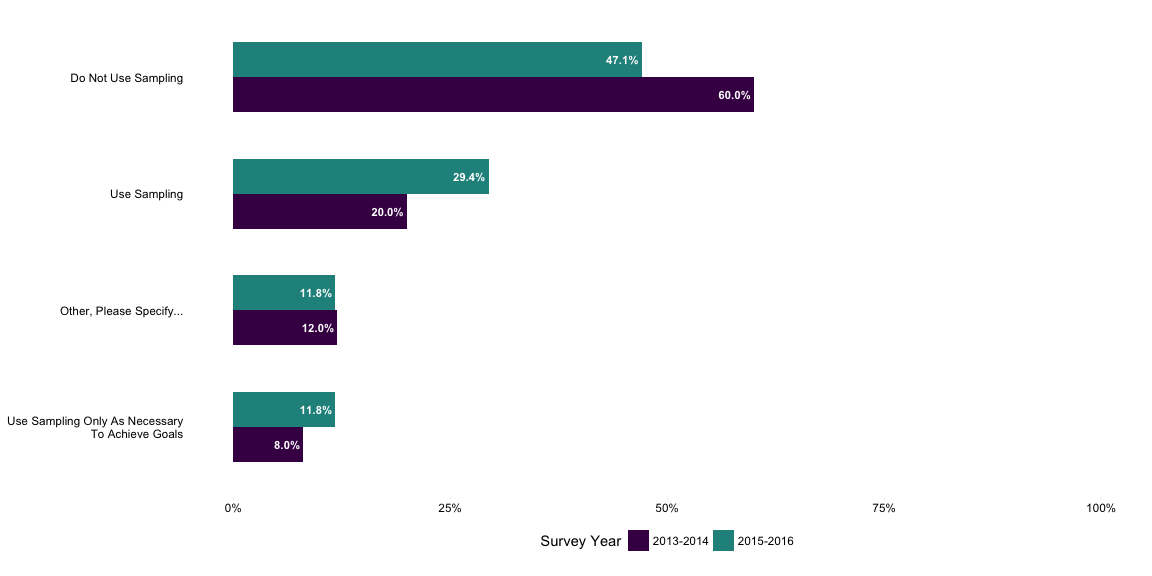 Do Not Use Sampling
47.1%
60.0%
Use Sampling
29.4%
20.0%
Other, Please Specify...
11.8%
12.0%
Use Sampling Only As Necessary
To Achieve Goals
11.8%
8.0%
0% 25% 50% 75% 100%
Survey Year 2013-2014 2015-2016